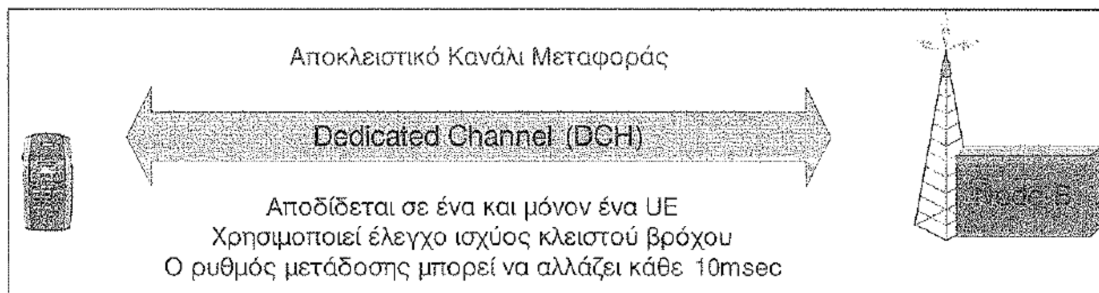 Αποκλειστικό Κανάλι Μεταφοράς
Dedicated Channel (DCH)
Node B
Αποδίδεται σε ένα και μόνον ένα UE
Χρησιμοποιεί έλεγχο ισχύος κλειστού βρόχου
Ο ρυθμός μετάδοσης μπορεί να αλλάζει κάθε 10msec